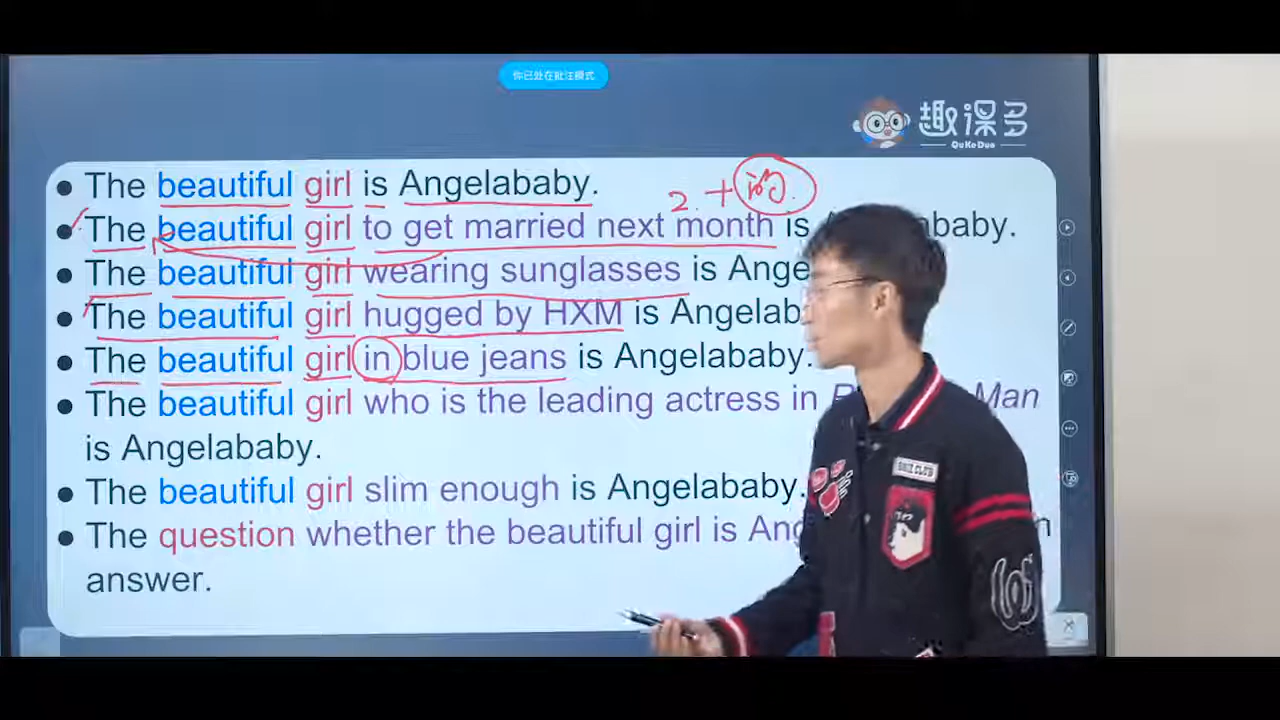 你已处在批注模式
趣课多
QuKeDuo
The beautiful girl is Angelababy.
2. + 的
The beautiful girl to get married next month is ababy.
The beautiful girl wearing sunglasses is Ange
The beautiful girl hugged by HXM is Angelab
The beautiful girl in blue jeans is Angelababy.
The beautiful girl who is the leading actress in Man
is Angelababy.
The beautiful girl slim enough is Angelababy.
The question whether the beautiful girl is Ang
answer.